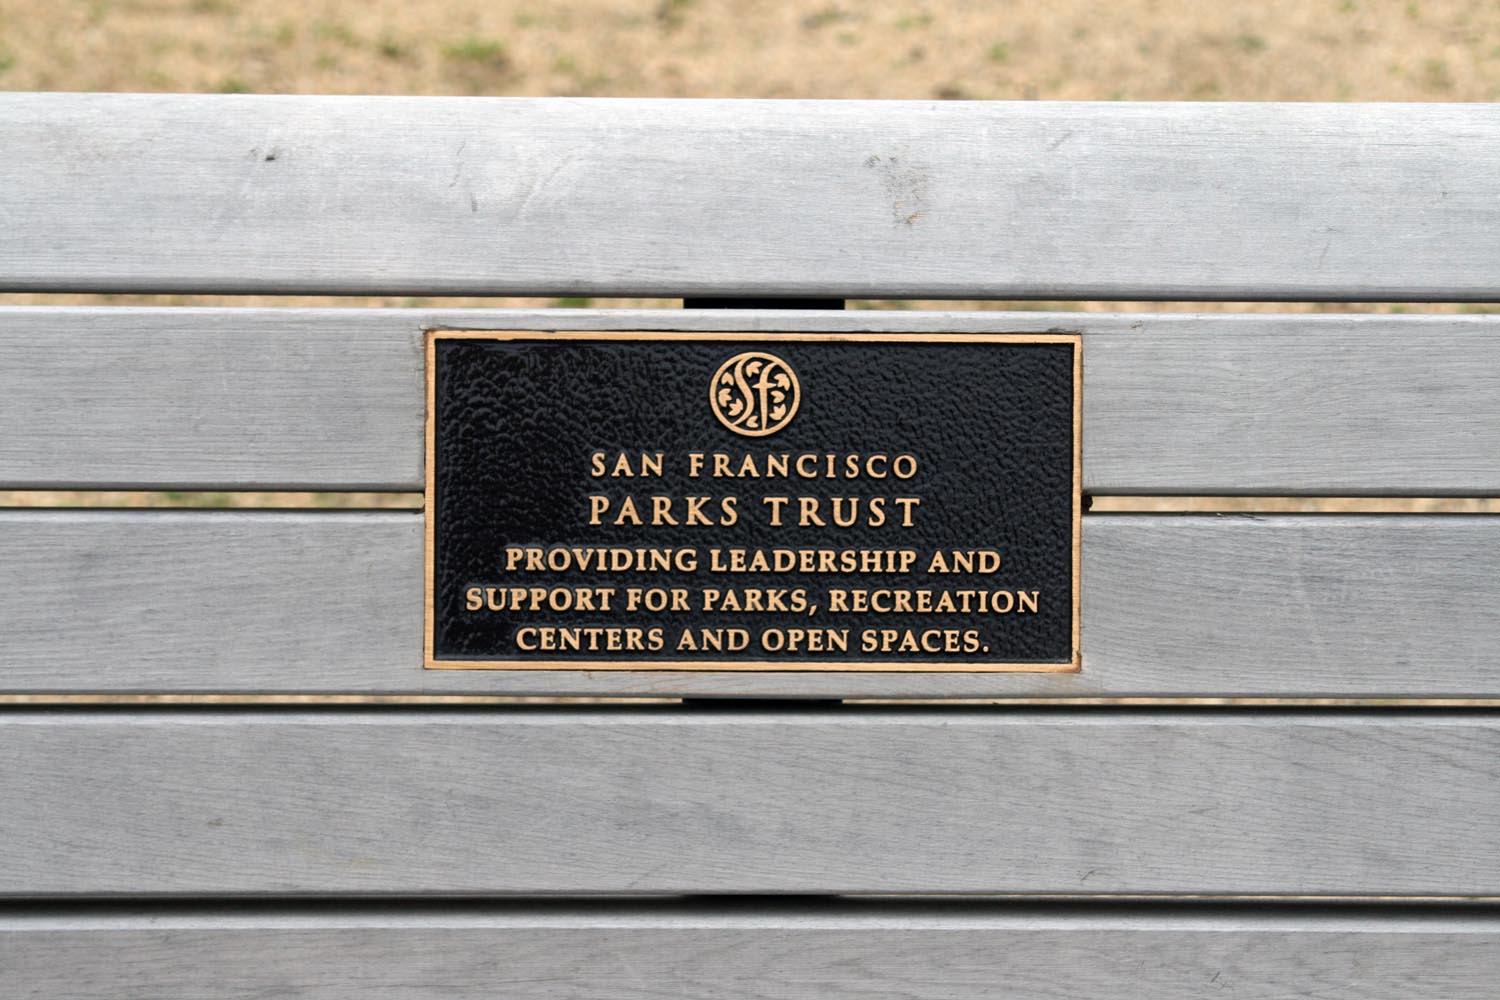 Sf
SAN FRANCISCO
PARKS TRUST
PROVIDING LEADERSHIP AND
SUPPORT FOR PARKS, RECREATION
CENTERS AND OPEN SPACES.